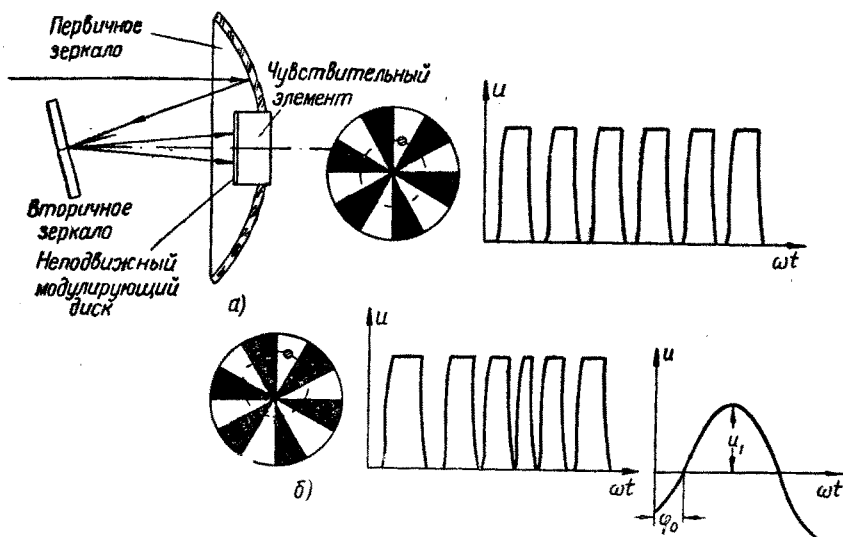 Первичное
зеркало
Чувствительный
элемент
Вторичное
зеркало
Неподвижный
модулирующий
диск
а)
u
ωt
б)
u
ωt
u
u₁
φ₀
ωt